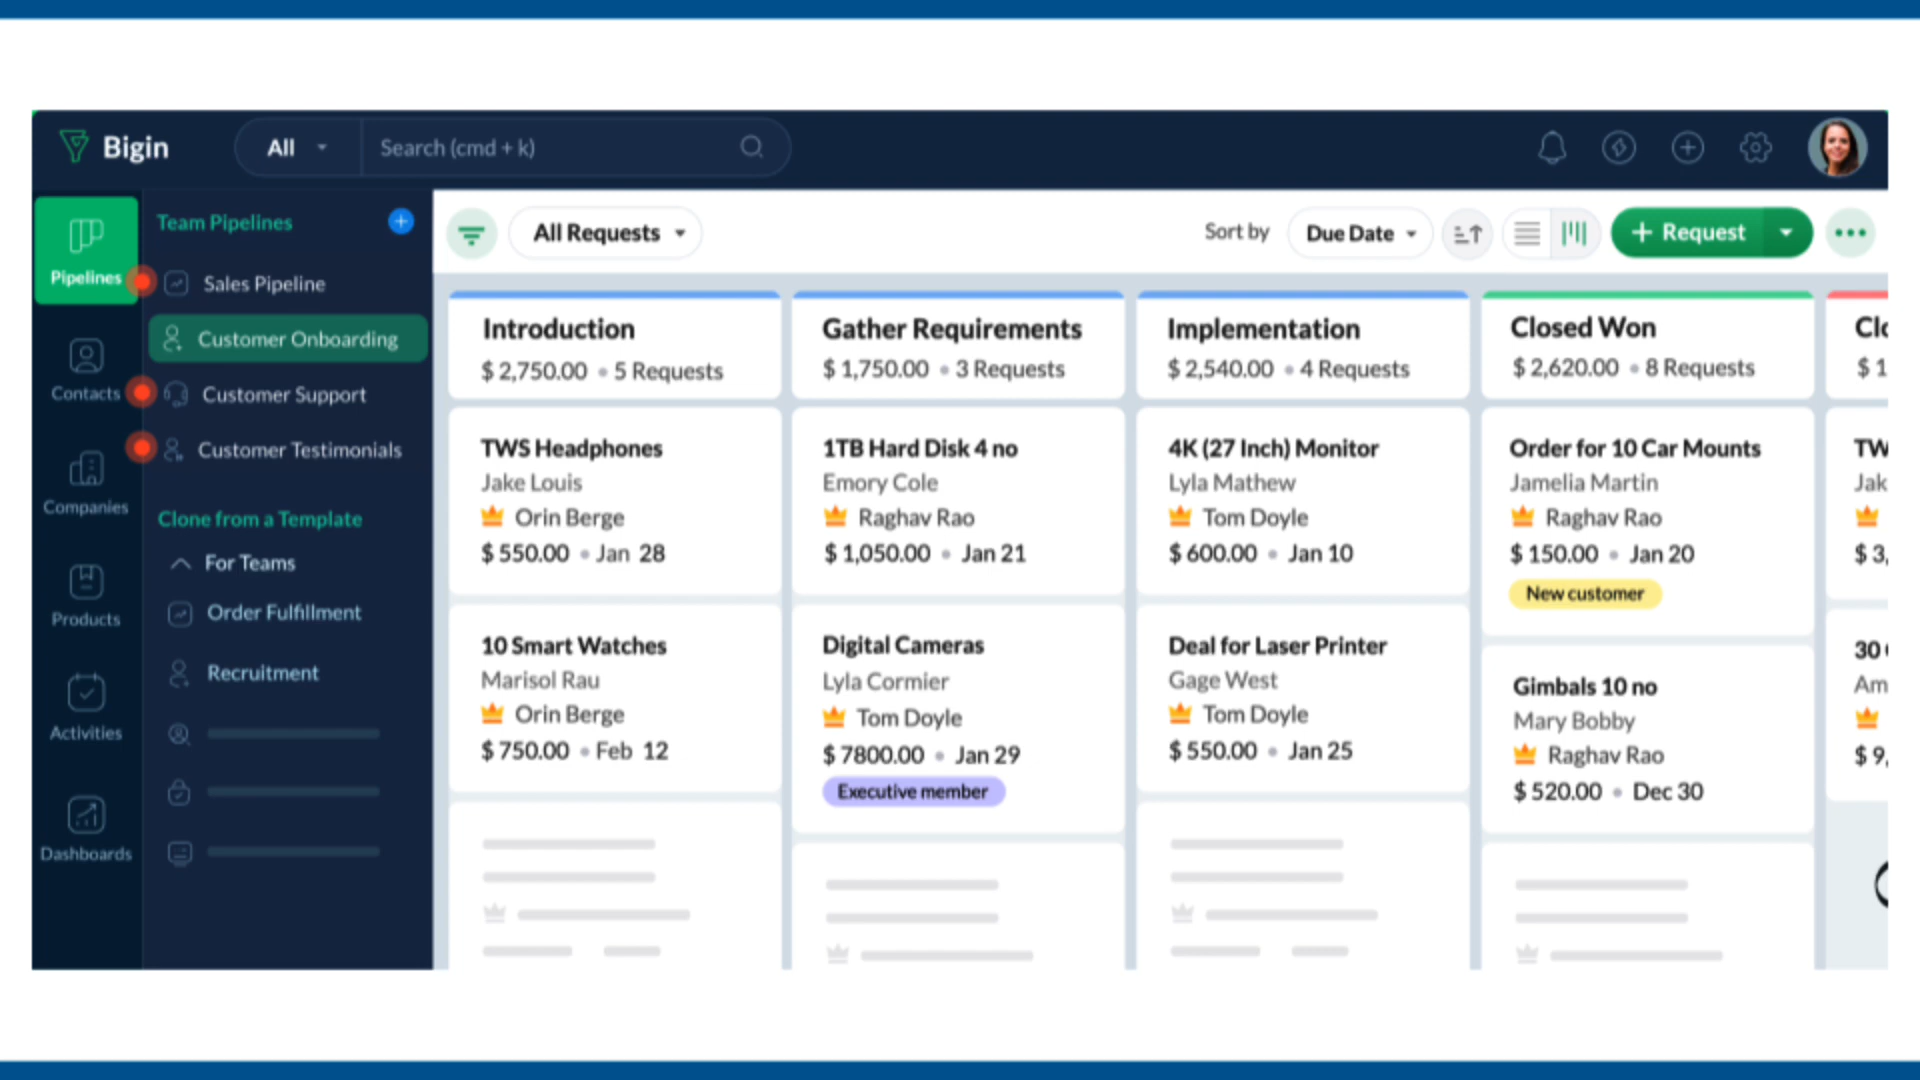 Bigin
All
Search (cmd + k)
Pipelines
Contacts
Companies
Products
Activities
Dashboards
Team Pipelines
Sales Pipeline
Customer Onboarding
Customer Support
Customer Testimonials
Clone from a Template
For Teams
Order Fulfillment
Recruitment
All Requests
Sort by
Due Date
+ Request
Introduction
$ 2,750.00 • 5 Requests
TWS Headphones
Jake Louis
Orin Berge
$ 550.00 • Jan 28
10 Smart Watches
Marisol Rau
Orin Berge
$ 750.00 • Feb 12
Gather Requirements
$ 1,750.00 • 3 Requests
1TB Hard Disk 4 no
Emory Cole
Raghav Rao
$ 1,050.00 • Jan 21
Digital Cameras
Lyla Cormier
Tom Doyle
$ 7800.00 • Jan 29
Executive member
Implementation
$ 2,540.00 • 4 Requests
4K (27 Inch) Monitor
Lyla Mathew
Tom Doyle
$ 600.00 • Jan 10
Deal for Laser Printer
Gage West
Tom Doyle
$ 550.00 • Jan 25
Closed Won
$ 2,620.00 • 8 Requests
Order for 10 Car Mounts
Jamelia Martin
Raghav Rao
$ 150.00 • Jan 20
New customer
Gimbals 10 no
Mary Bobby
Raghav Rao
$ 520.00 • Dec 30
Clo
$ 1
TW
Jak
$ 3,
30
Am
$ 9,